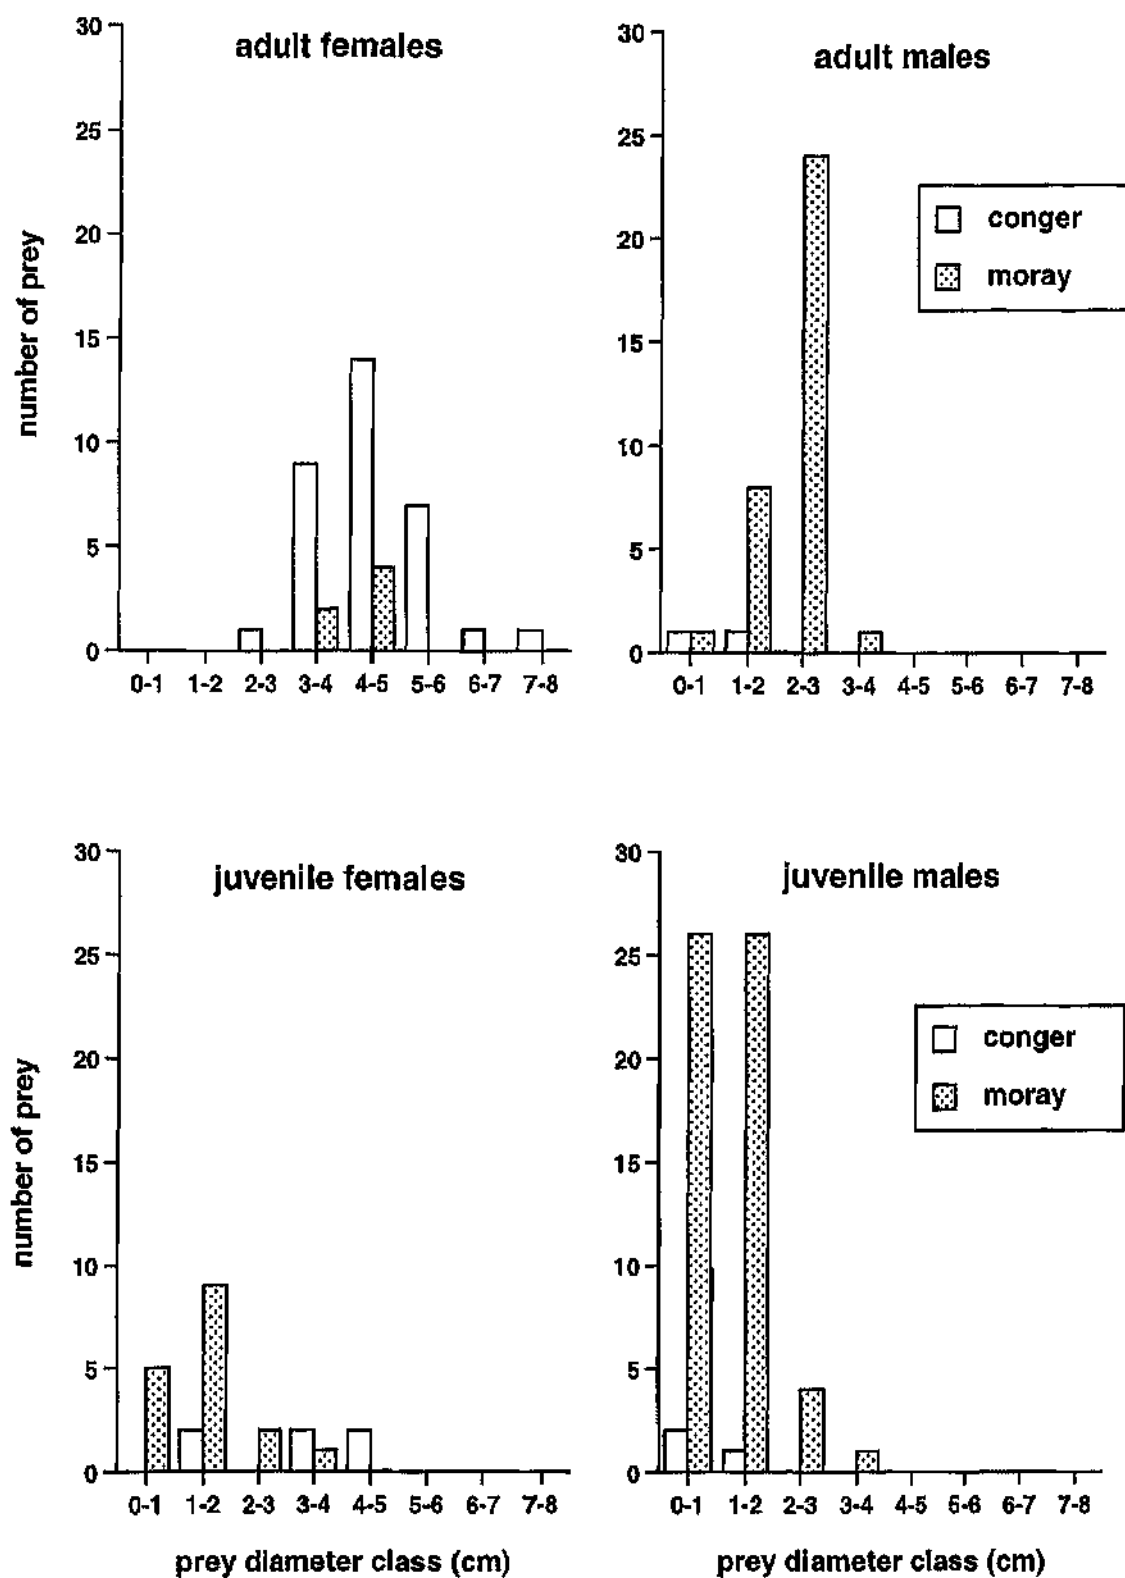 adult females
30
25
20
15
10
5
0
number of prey
0-1 1-2 2-3 3-4 4-5 5-6 6-7 7-8
adult males
30
25
20
15
10
5
0
conger
moray
0-1 1-2 2-3 3-4 4-5 5-6 6-7 7-8
juvenile females
30
25
20
15
10
5
0
number of prey
0-1 1-2 2-3 3-4 4-5 5-6 6-7 7-8
prey diameter class (cm)
juvenile males
30
25
20
15
10
5
0
conger
moray
0-1 1-2 2-3 3-4 4-5 5-6 6-7 7-8
prey diameter class (cm)